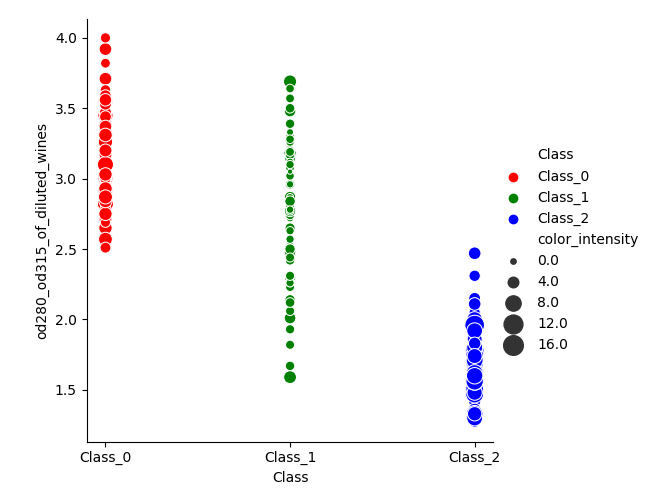 od280_od315_of_diluted_wines
4.0
3.5
3.0
2.5
2.0
1.5
Class_0
Class_1
Class_2
Class
Class
Class_0
Class_1
Class_2
color_intensity
0.0
4.0
8.0
12.0
16.0